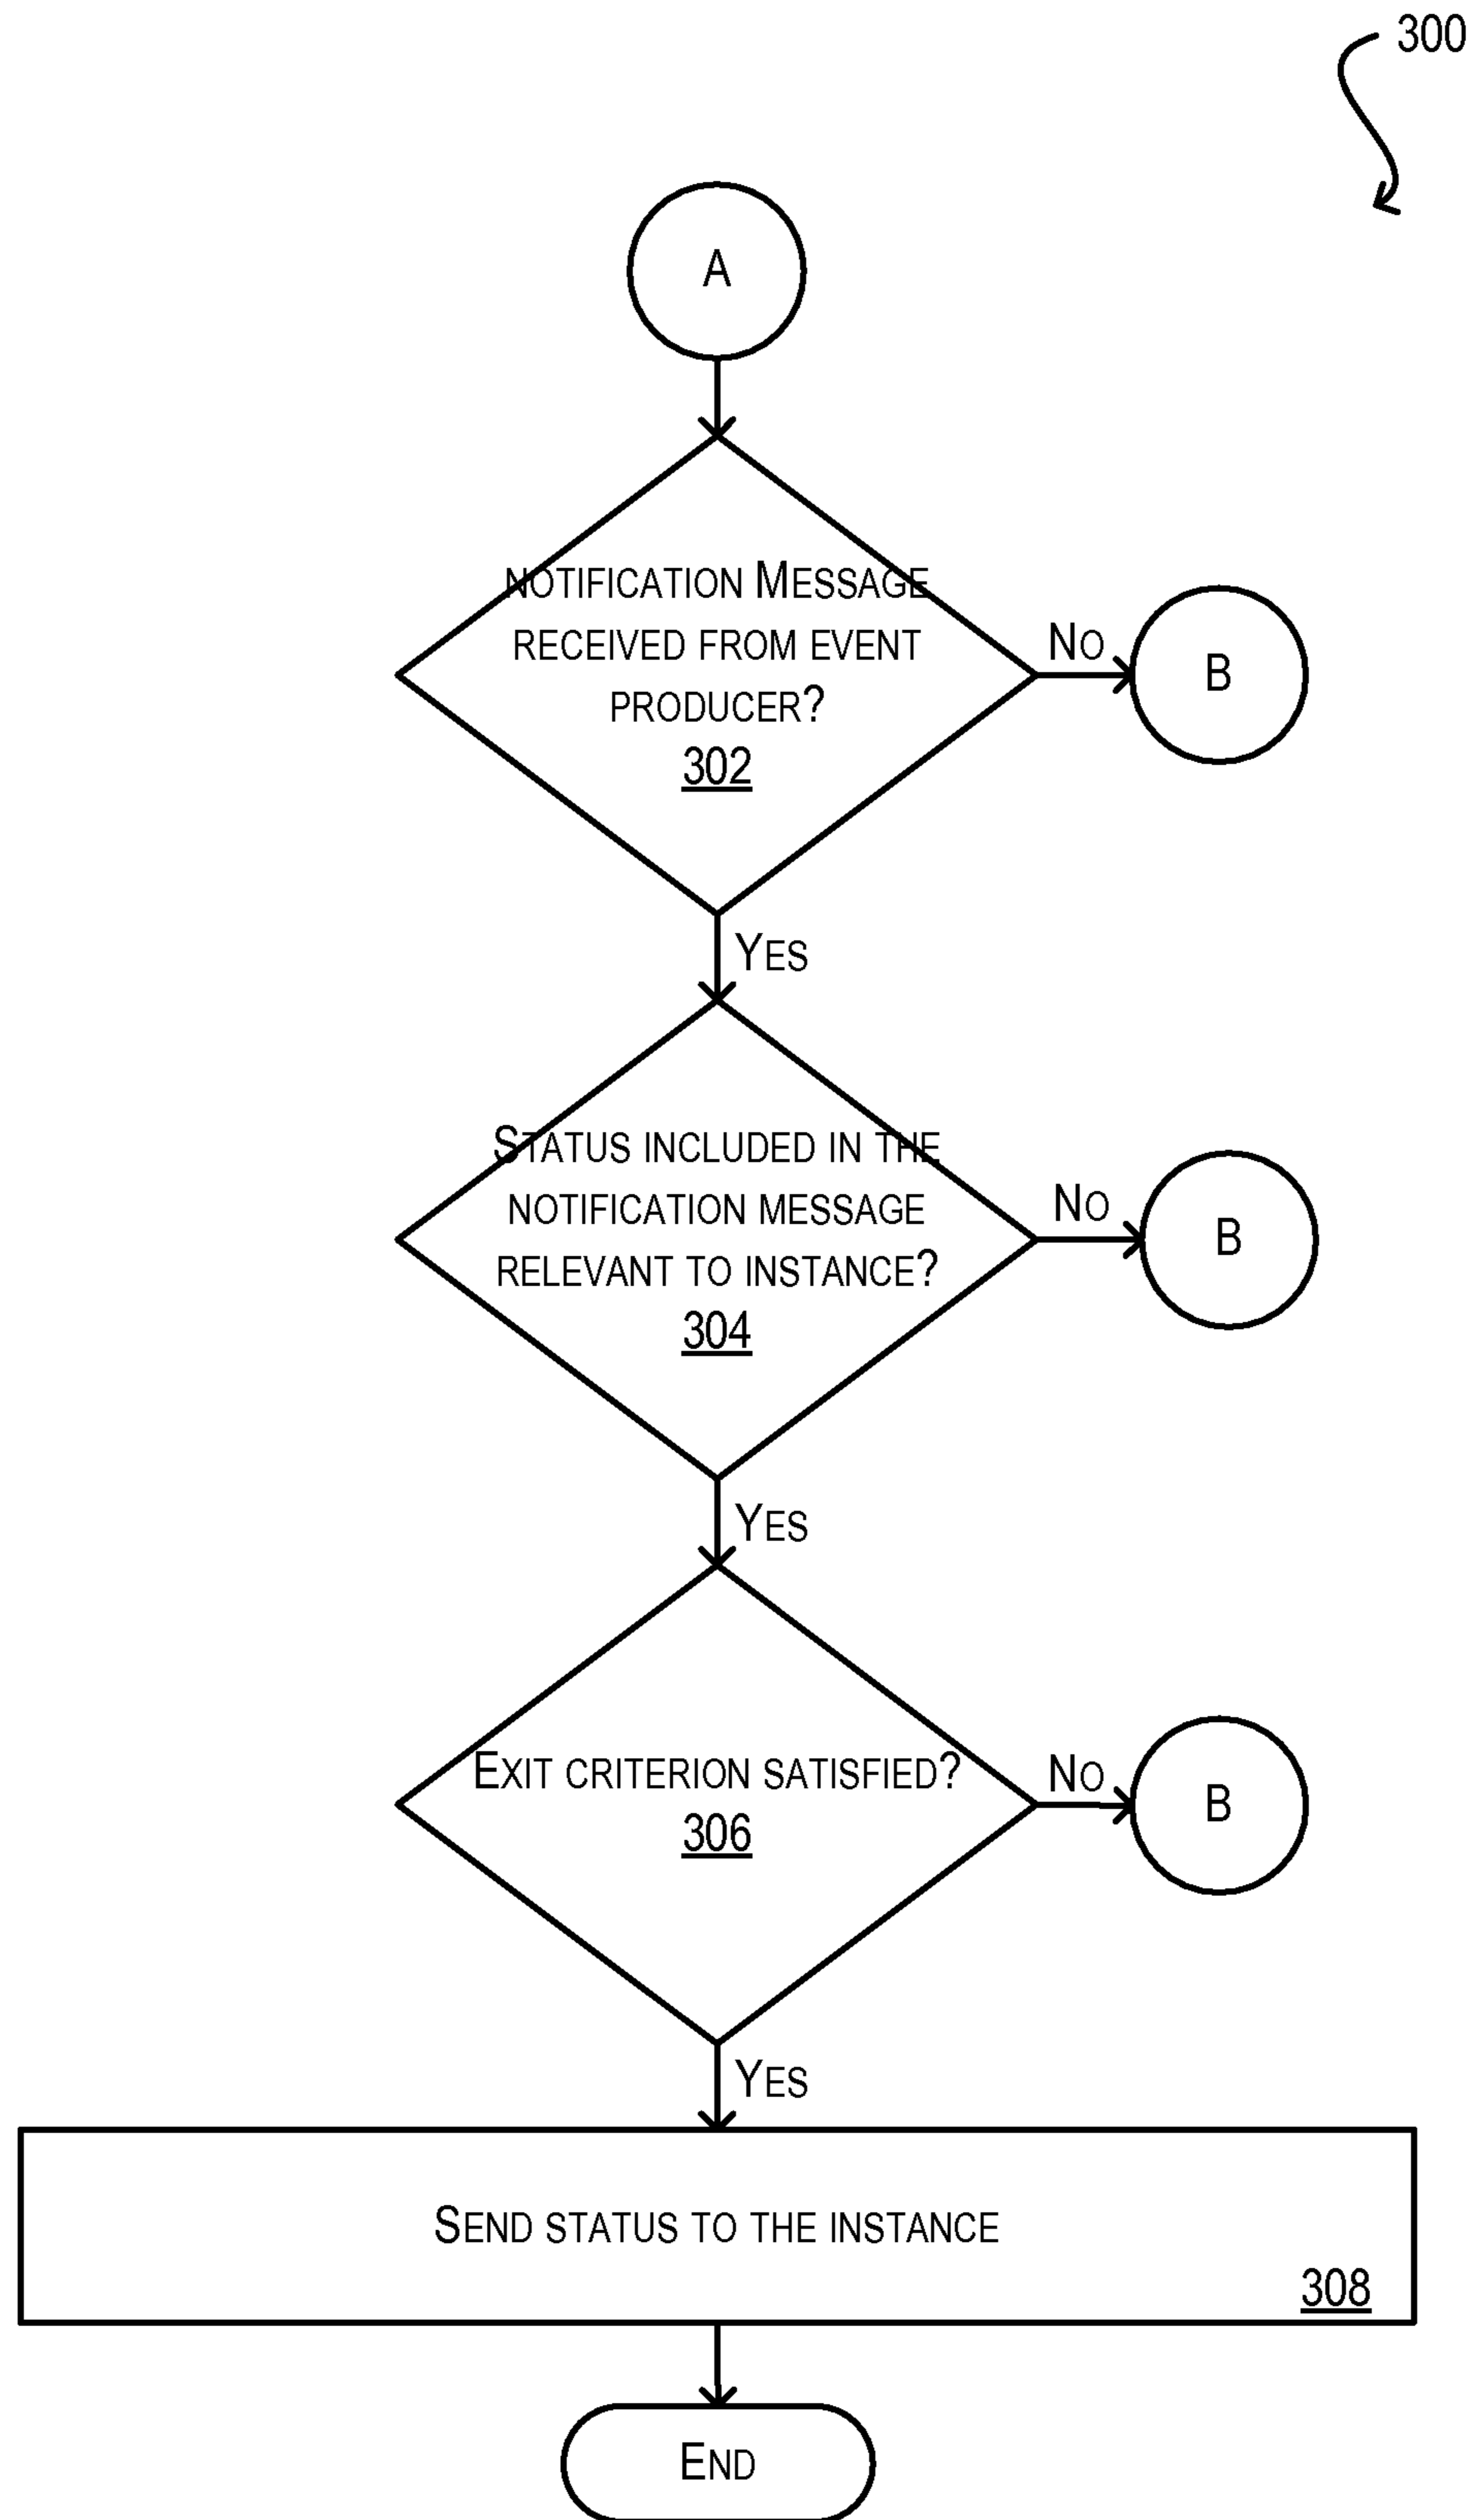 300
A
NOTIFICATION MESSAGE
RECEIVED FROM EVENT
PRODUCER?
302
NO
B
YES
STATUS INCLUDED IN THE
NOTIFICATION MESSAGE
RELEVANT TO INSTANCE?
304
NO
B
YES
EXIT CRITERION SATISFIED?
306
NO
B
YES
SEND STATUS TO THE INSTANCE
308
END